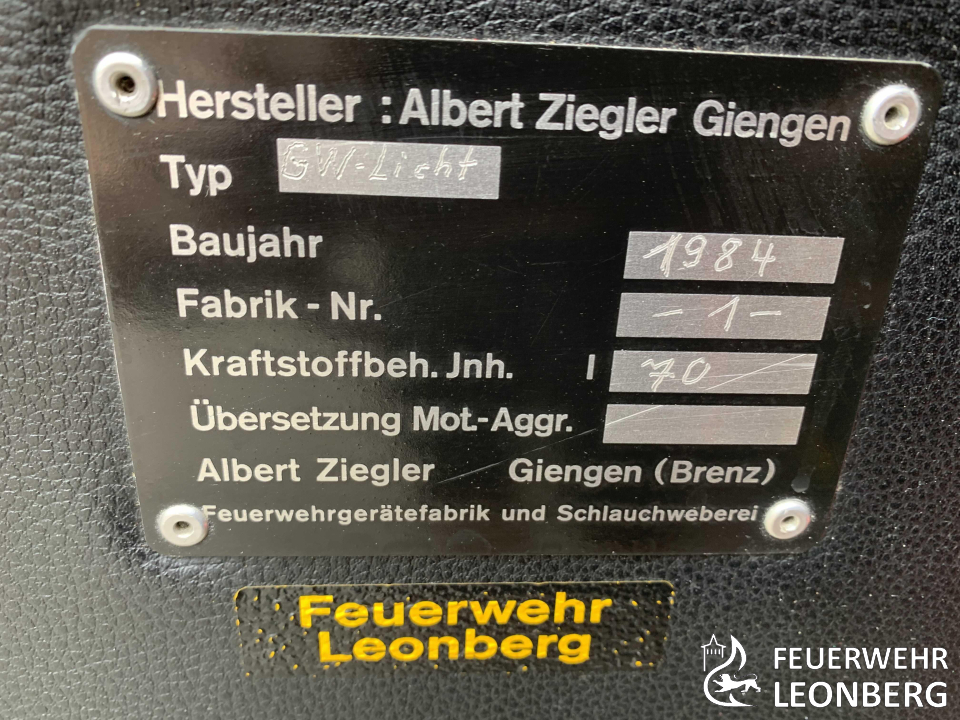 Hersteller : Albert Ziegler Giengen
Typ GW-Licht
Baujahr 1984
Fabrik - Nr. - 1 -
Kraftstoffbeh. Jnh. l 70
Übersetzung Mot.-Aggr.
Albert Ziegler Giengen (Brenz)
Feuerwehrgerätefabrik und Schlauchweberei
Feuerwehr
Leonberg
FEUERWEHR
LEONBERG